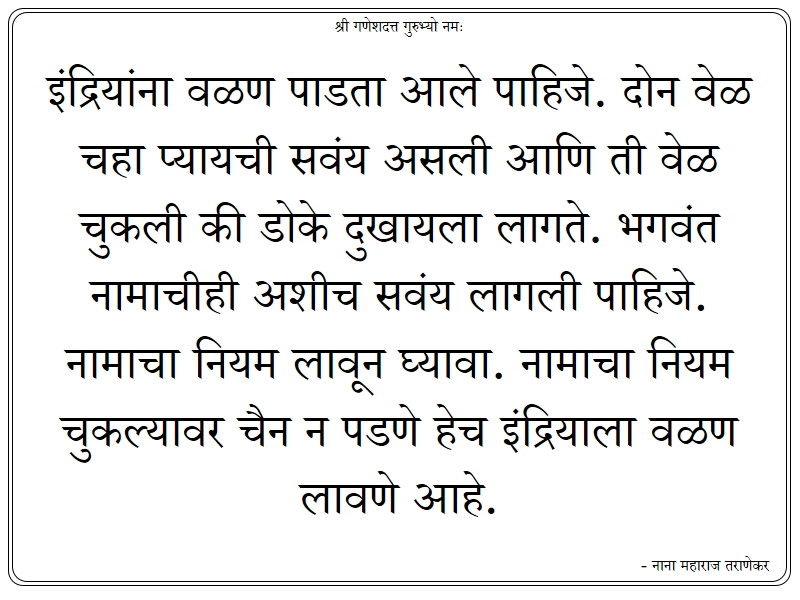 श्री गणेशदत्त गुरुभ्यो नमः
इंद्रियांना वळण पाडता आले पाहिजे. दोन वेळ
चहा प्यायची सवंय असली आणि ती वेळ
चुकली की डोके दुखायला लागते. भगवंत
नामाचीही अशीच सवंय लागली पाहिजे.
नामाचा नियम लावून घ्यावा. नामाचा नियम
चुकल्यावर चैन न पडणे हेच इंद्रियाला वळण
लावणे आहे.
- नाना महाराज तराणेकर